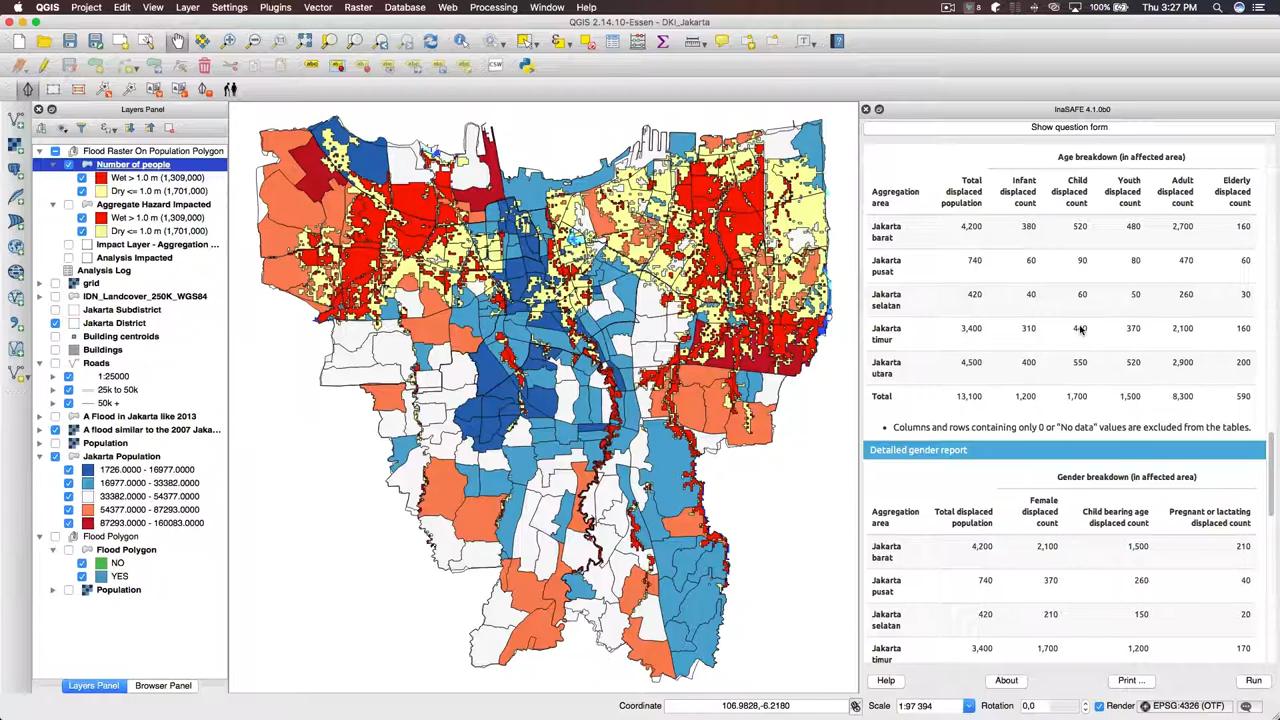 QGIS Project Edit View Layer Settings Plugins Vector Raster Database Web Processing Window Help
8 100% Thu 3:27 PM
QGIS 2.14.10-Essen - DKI_Jakarta
CSW
Layers Panel
InaSAFE 4.1.0b0
Show question form
Flood Raster On Population Polygon
Number of people
Wet > 1.0 m (1,309,000)
Dry <= 1.0 m (1,701,000)
Aggregate Hazard Impacted
Wet > 1.0 m (1,309,000)
Dry <= 1.0 m (1,701,000)
Impact Layer - Aggregation ...
Analysis Impacted
Analysis Log
grid
IDN_Landcover_250K_WGS84
Jakarta Subdistrict
Jakarta District
Building centroids
Buildings
Roads
1:25000
25k to 50k
50k +
A Flood in Jakarta like 2013
A flood similar to the 2007 Jaka...
Population
Jakarta Population
1726.0000 - 16977.0000
16977.0000 - 33382.0000
33382.0000 - 54377.0000
54377.0000 - 87293.0000
87293.0000 - 160083.0000
Flood Polygon
Flood Polygon
NO
YES
Population
Layers Panel Browser Panel
Age breakdown (in affected area)
Aggregation area Total displaced population Infant displaced count Child displaced count Youth displaced count Adult displaced count Elderly displaced count
Jakarta barat 4,200 380 520 480 2,700 160
Jakarta pusat 740 60 90 80 470 60
Jakarta selatan 420 40 60 50 260 30
Jakarta timur 3,400 310 370 2,100 160
Jakarta utara 4,500 400 550 520 2,900 200
Total 13,100 1,200 1,700 1,500 8,300 590
• Columns and rows containing only 0 or "No data" values are excluded from the tables.
Detailed gender report
Gender breakdown (in affected area)
Aggregation area Total displaced population Female displaced count Child bearing age displaced count Pregnant or lactating displaced count
Jakarta barat 4,200 2,100 1,500 210
Jakarta pusat 740 370 260 40
Jakarta selatan 420 210 150 20
Jakarta timur 3,400 1,700 1,200 170
Help About Print ... Run
Coordinate 106.9828,-6.2180 Scale 1:97 394 Rotation 0,0 Render EPSG:4326 (OTF)